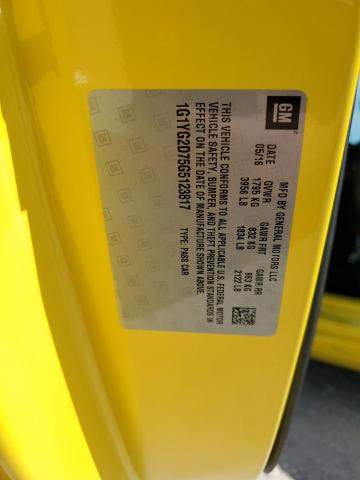 GM
MFD BY GENERAL MOTORS LLC
DATE GVWR GAWR FRT GAWR RR
05/16 1795 KG 832 KG 963 KG
3956 LB 1834 LB 2122 LB
THIS VEHICLE CONFORMS TO ALL APPLICABLE U.S. FEDERAL MOTOR
VEHICLE SAFETY, BUMPER, AND THEFT PREVENTION STANDARDS IN
EFFECT ON THE DATE OF MANUFACTURE SHOWN ABOVE.
1G1YG2D75G5123817 TYPE: PASS CAR